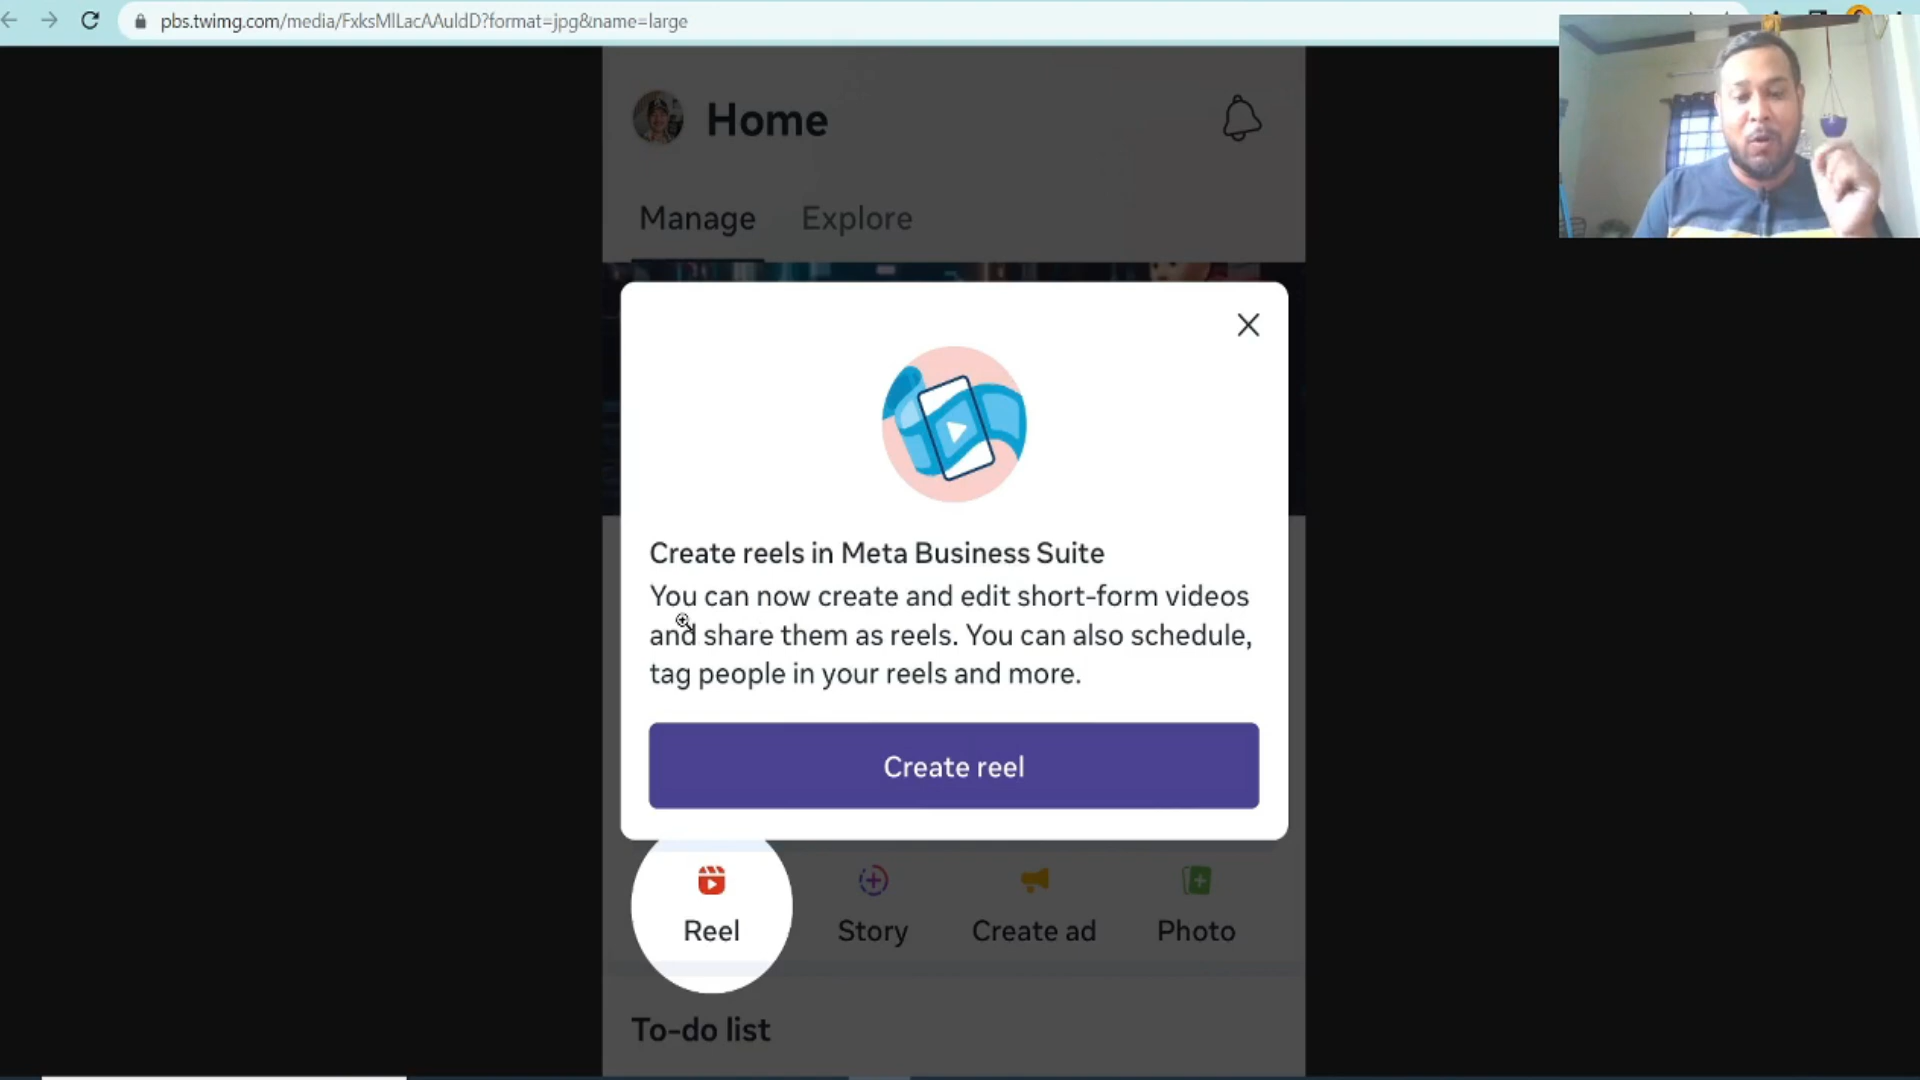 pbs.twimg.com/media/FxksMlLacAAuldD?format=jpg&name=large
Home
Manage Explore
Create reels in Meta Business Suite
You can now create and edit short-form videos
and share them as reels. You can also schedule,
tag people in your reels and more.
Create reel
Reel Story Create ad Photo
To-do list